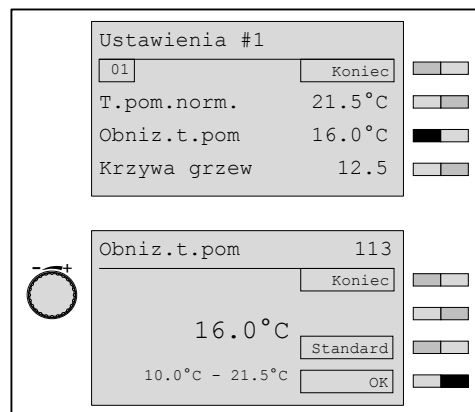 Ustawienia #1
01 Koniec
T.pom.norm. 21.5°C
Obniz.t.pom 16.0°C
Krzywa grzew 12.5
Obniz.t.pom 113
- +
Koniec
16.0°C
Standard
10.0°C - 21.5°C OK